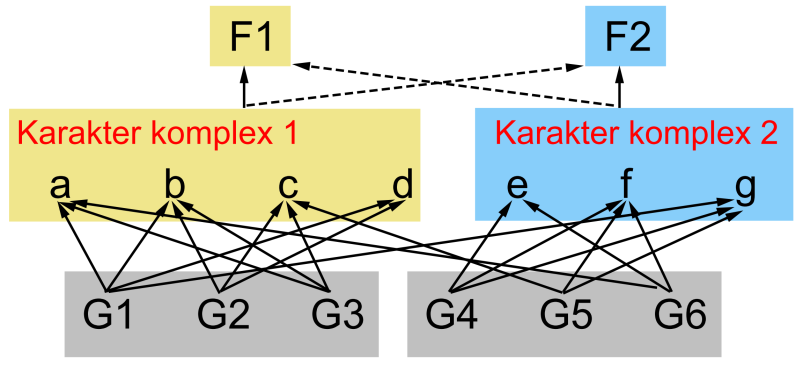 F1 F2
Karakter komplex 1 Karakter komplex 2
a b c d e f g
G1 G2 G3 G4 G5 G6